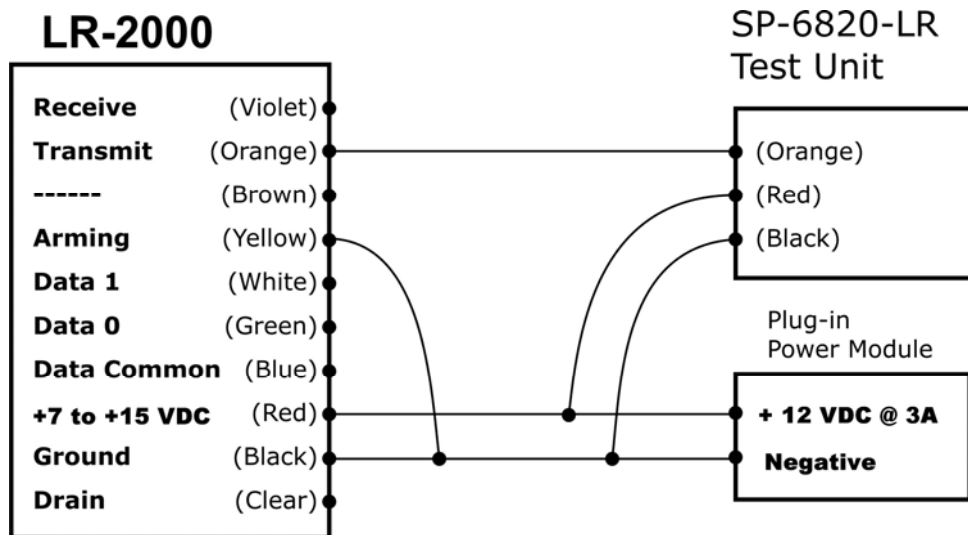 LR-2000
Receive (Violet)
Transmit (Orange)
------ (Brown)
Arming (Yellow)
Data 1 (White)
Data 0 (Green)
Data Common (Blue)
+7 to +15 VDC (Red)
Ground (Black)
Drain (Clear)
SP-6820-LR
Test Unit
(Orange)
(Red)
(Black)
Plug-in
Power Module
+ 12 VDC @ 3A
Negative